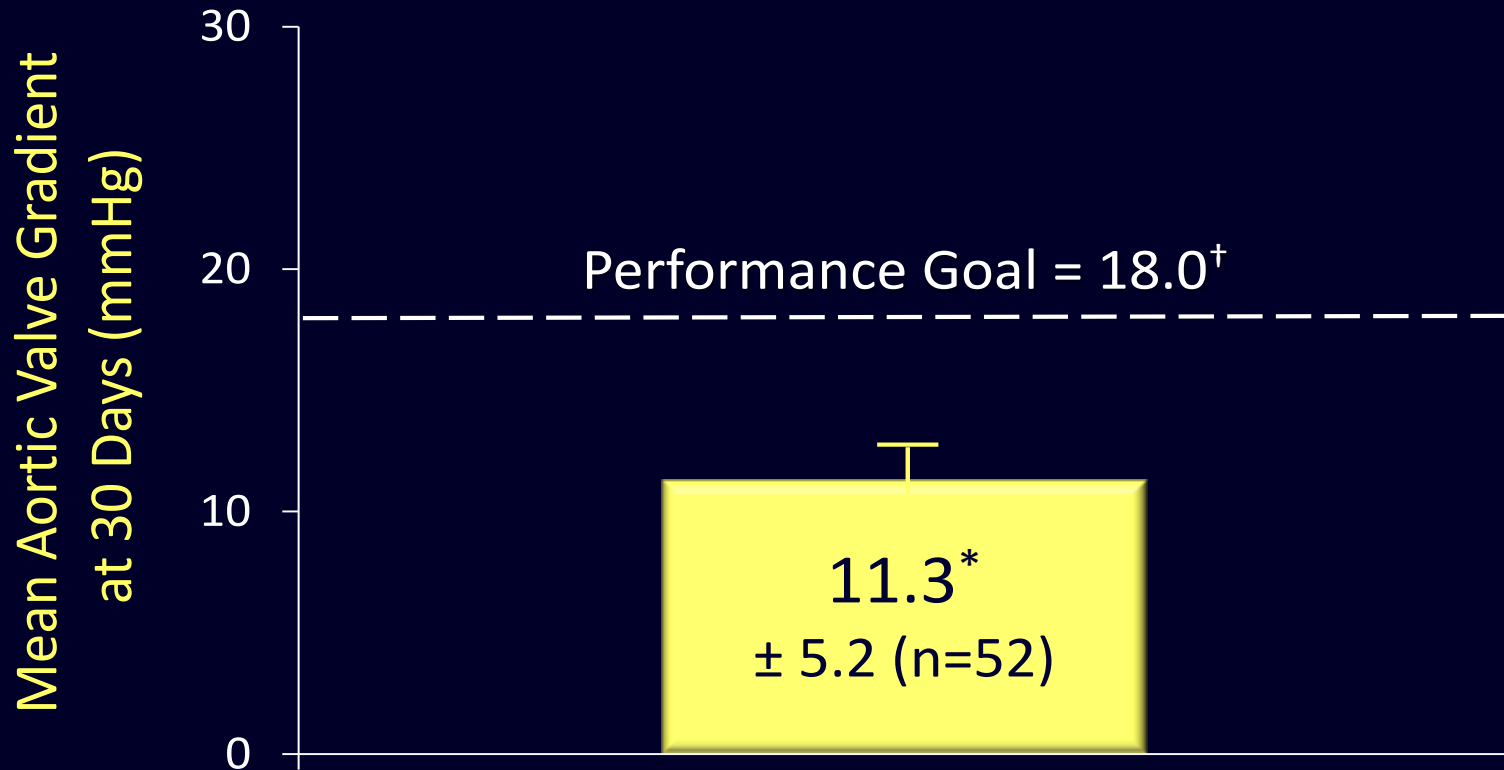 Mean Aortic Valve Gradient
at 30 Days (mmHg)
30
20
10
0
Performance Goal = 18.0†
11.3*
± 5.2 (n=52)